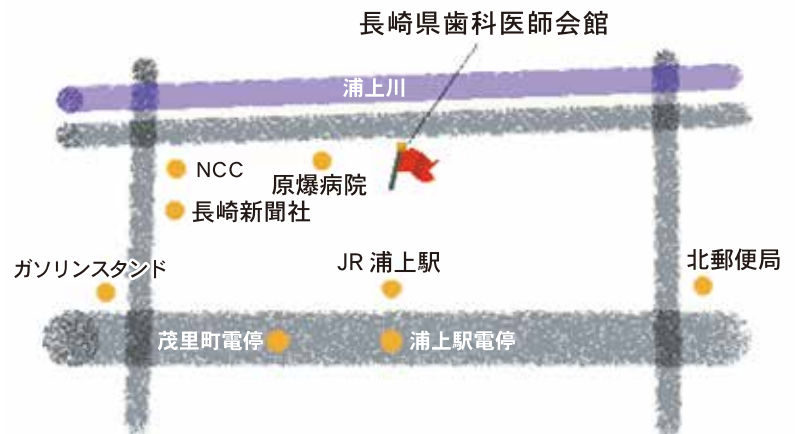 長崎県歯科医師会館
浦上川
NCC
原爆病院
長崎新聞社
ガソリンスタンド
JR 浦上駅
北郵便局
茂里町電停
浦上駅電停